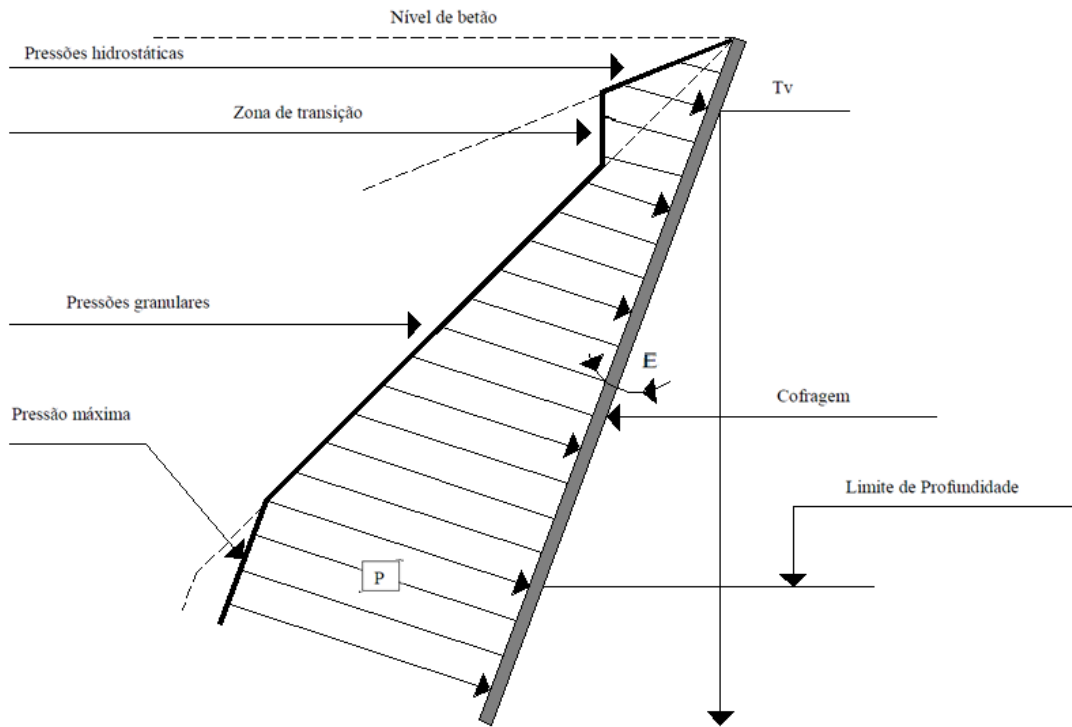 Nível de betão
Pressões hidrostáticas
Tv
Zona de transição
Pressões granulares
E
Pressão máxima
Cofragem
Limite de Profundidade
P